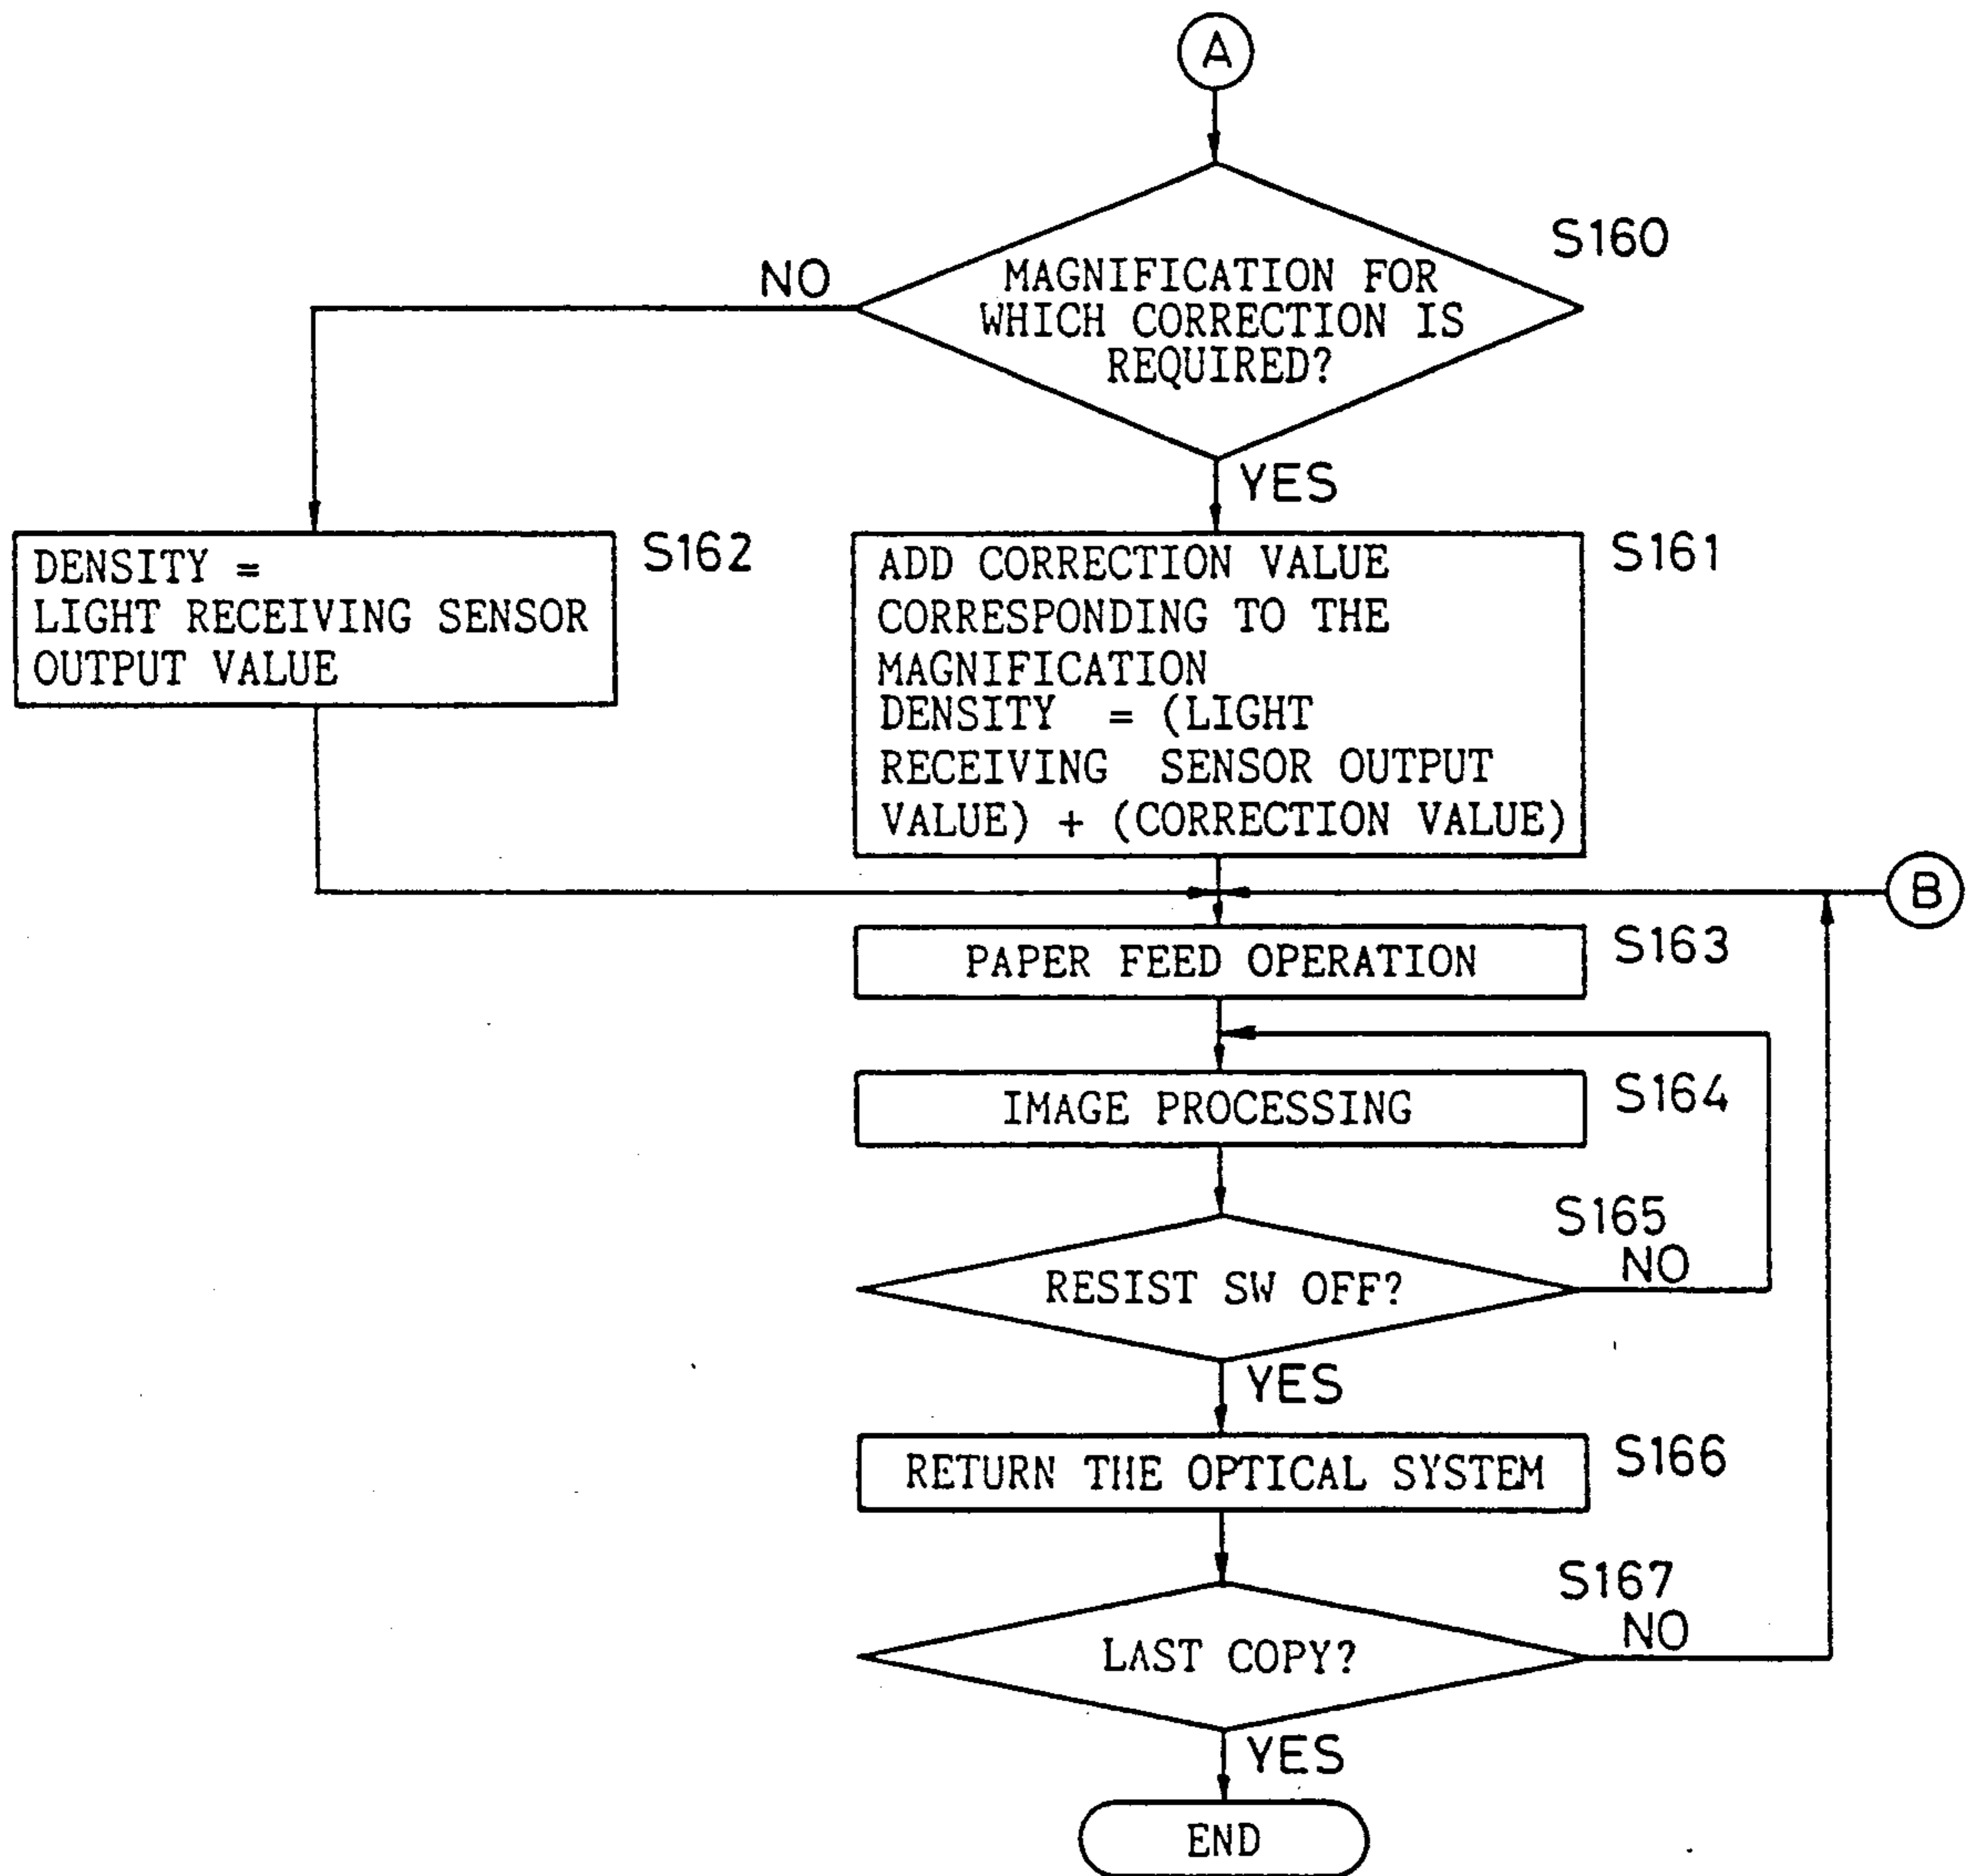 A
S160
NO
MAGNIFICATION FOR
WHICH CORRECTION IS
REQUIRED?
YES
DENSITY =
LIGHT RECEIVING SENSOR
OUTPUT VALUE
S162
ADD CORRECTION VALUE
CORRESPONDING TO THE
MAGNIFICATION
DENSITY = (LIGHT
RECEIVING SENSOR OUTPUT
VALUE) + (CORRECTION VALUE)
S161
B
PAPER FEED OPERATION
S163
IMAGE PROCESSING
S164
S165
NO
RESIST SW OFF?
YES
RETURN THE OPTICAL SYSTEM
S166
S167
NO
LAST COPY?
YES
END